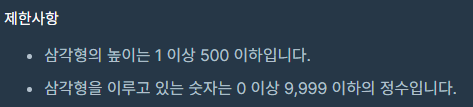 제한사항
삼각형의 높이는 1 이상 500 이하입니다.
삼각형을 이루고 있는 숫자는 0 이상 9,999 이하의 정수입니다.